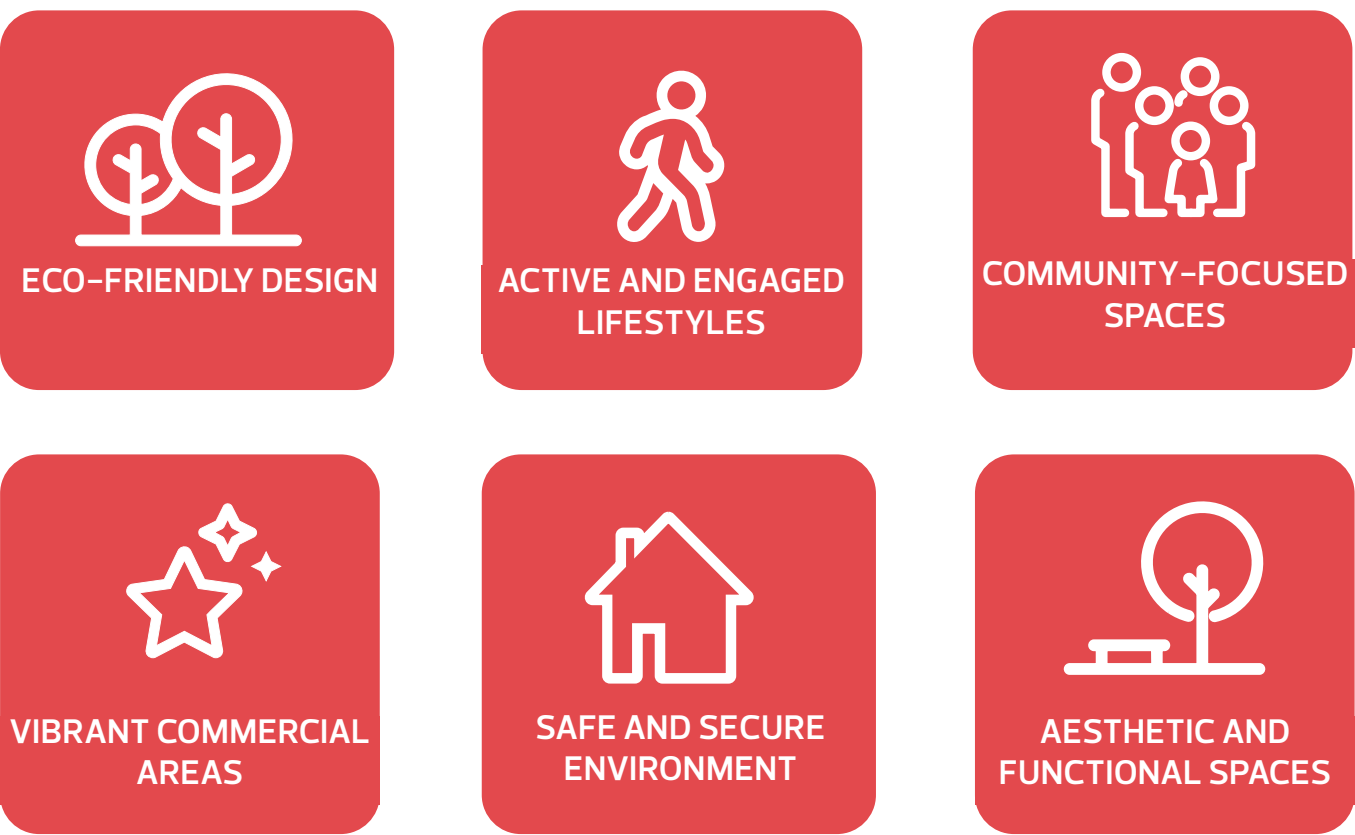 ECO-FRIENDLY DESIGN
ACTIVE AND ENGAGED
LIFESTYLES
COMMUNITY-FOCUSED
SPACES
VIBRANT COMMERCIAL
AREAS
SAFE AND SECURE
ENVIRONMENT
AESTHETIC AND
FUNCTIONAL SPACES